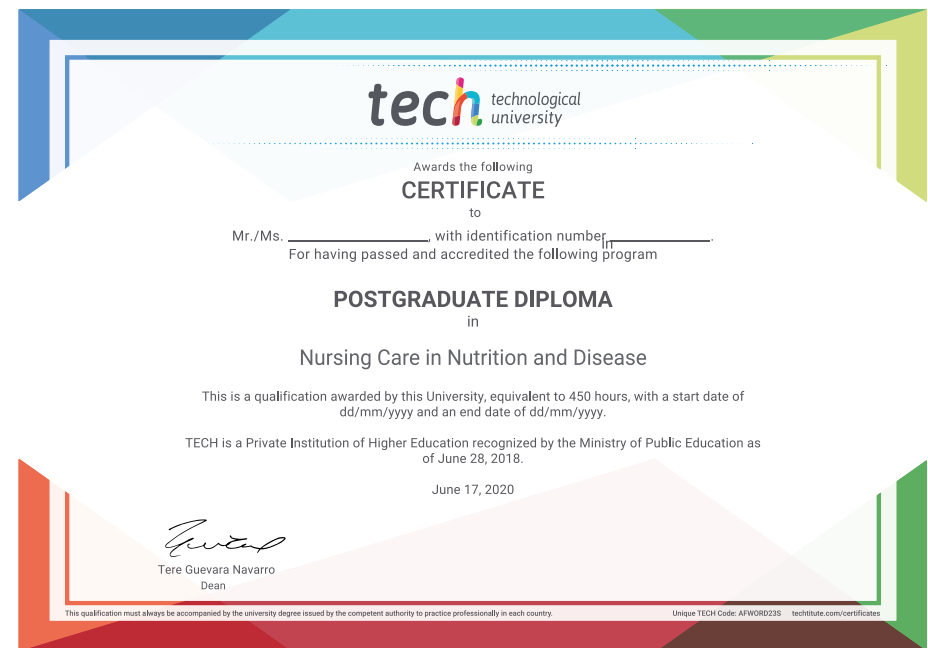 tech technological
university
Awards the following
CERTIFICATE
to
Mr./Ms. ____________, with identification number ____________.
In
For having passed and accredited the following program
POSTGRADUATE DIPLOMA
in
Nursing Care in Nutrition and Disease
This is a qualification awarded by this University, equivalent to 450 hours, with a start date of
dd/mm/yyyy and an end date of dd/mm/yyyy.
TECH is a Private Institution of Higher Education recognized by the Ministry of Public Education as
of June 28, 2018.
June 17, 2020
Tere Guevara Navarro
Dean
This qualification must always be accompanied by the university degree issued by the competent authority to practice professionally in each country. Unique TECH Code: AFWORD23S techtitute.com/certificates